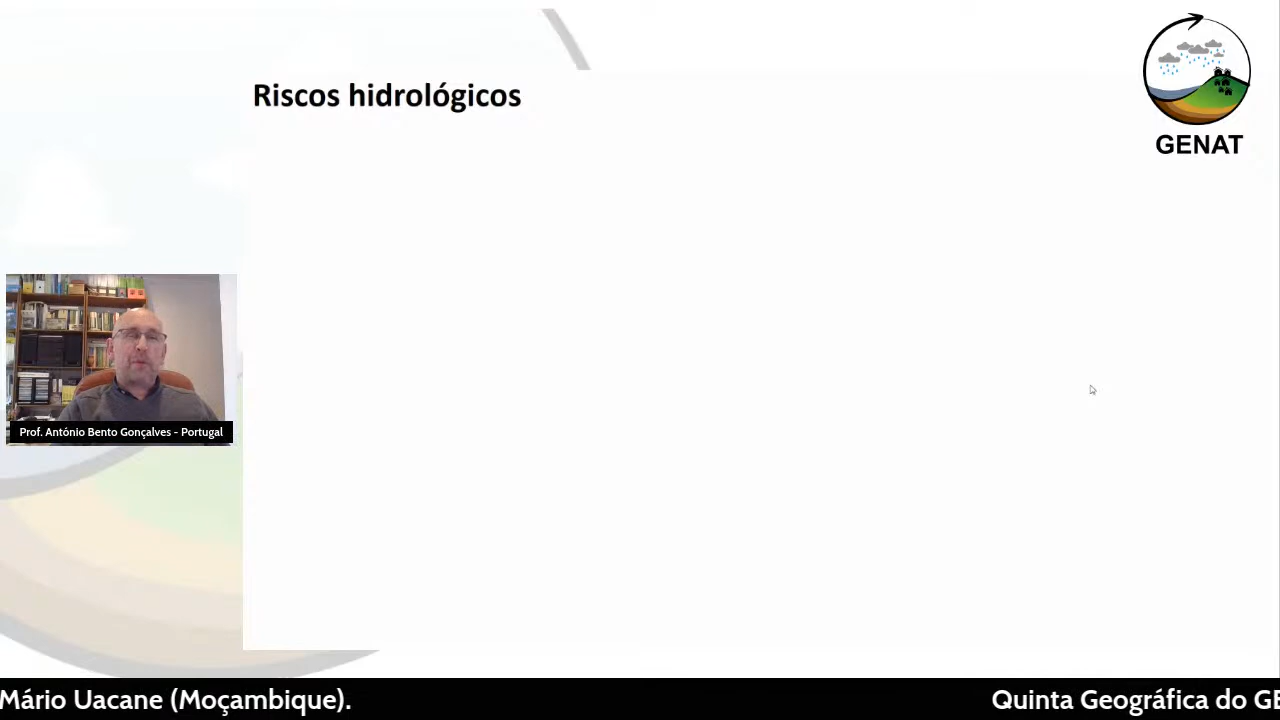 Riscos hidrológicos
GENAT
Prof. António Bento Gonçalves - Portugal
Mário Uacane (Moçambique).
Quinta Geográfica do GE